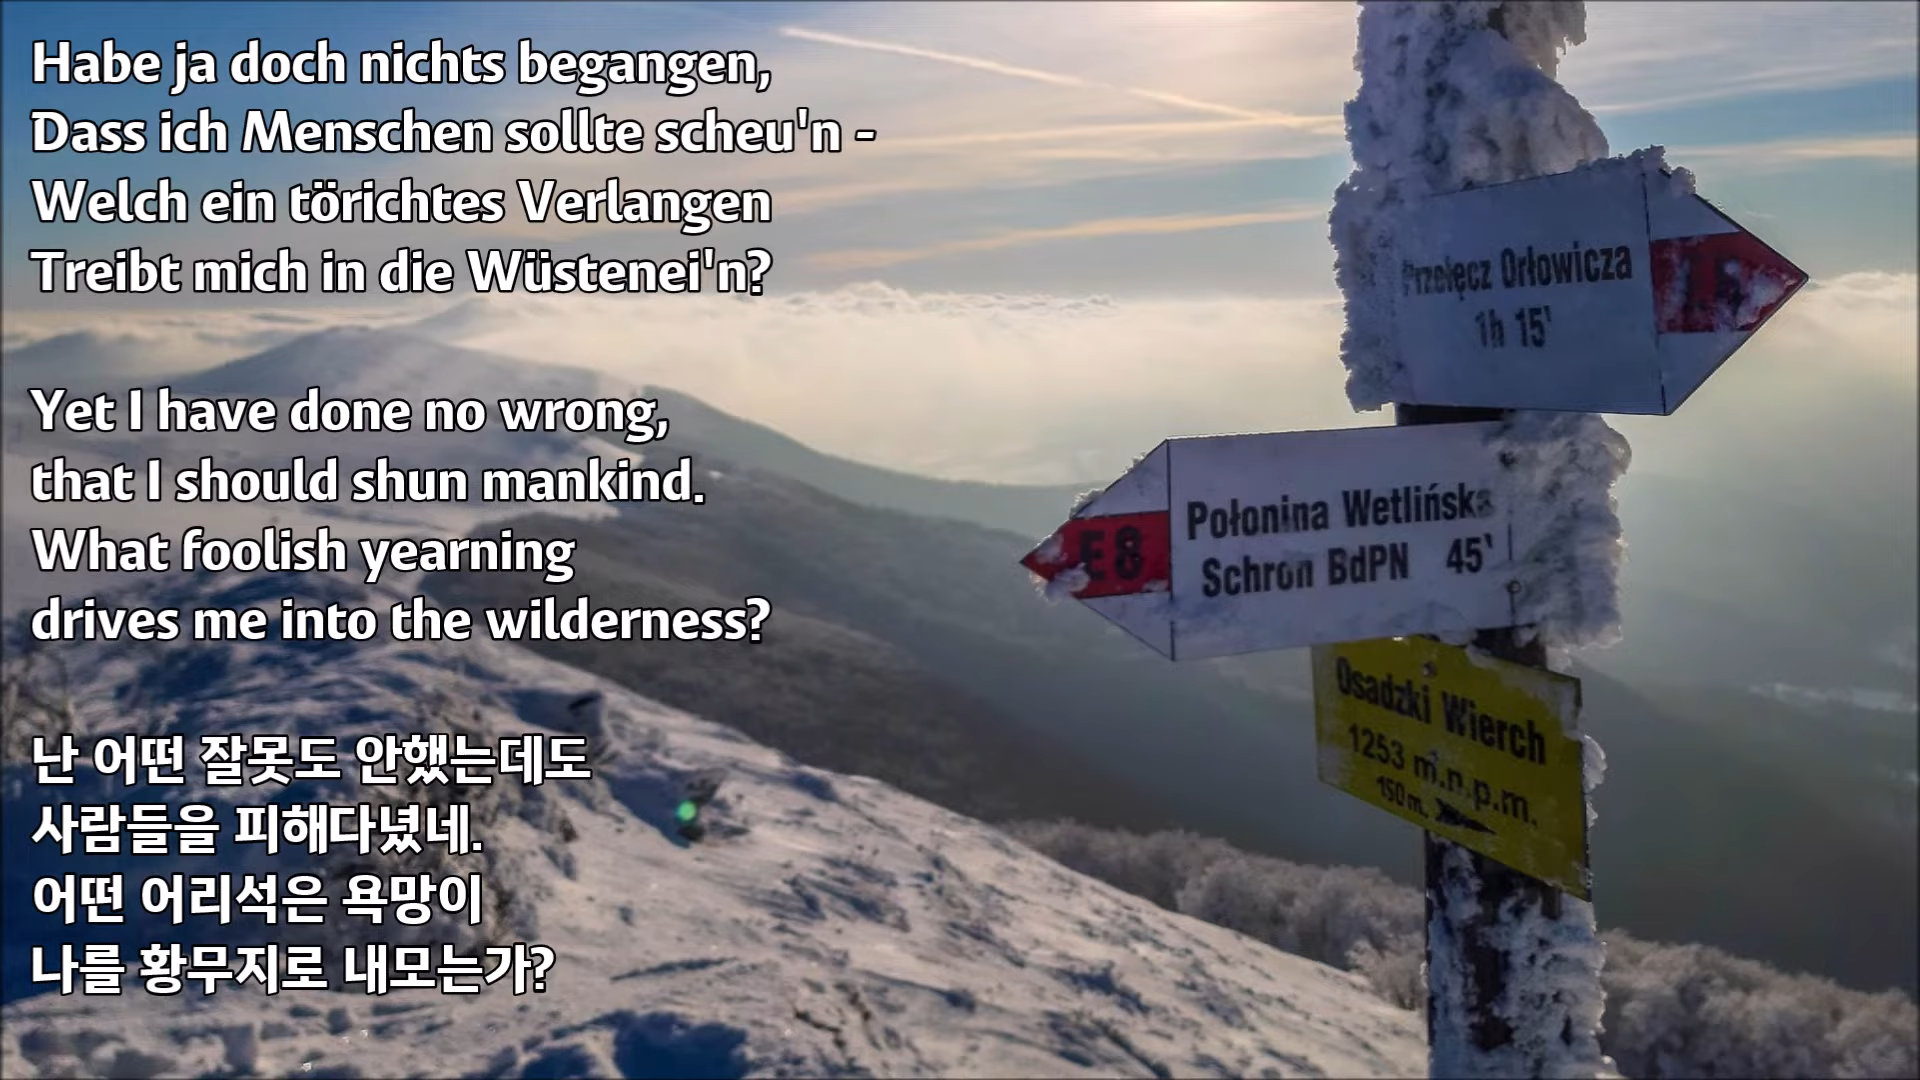 Habe ja doch nichts begangen,
Dass ich Menschen sollte scheu'n -
Welch ein törichtes Verlangen
Treibt mich in die Wüstenei'n?
Yet I have done no wrong,
that I should shun mankind.
What foolish yearning
drives me into the wilderness?
난 어떤 잘못도 안했는데도
사람들을 피해다녔네.
어떤 어리석은 욕망이
나를 황무지로 내모는가?
Przełęcz Orłowicza
1h 15'
Połonina Wetlińska
E8
Schron BdPN 45'
Osadzki Wierch
1253 m.n.p.m.
150m.